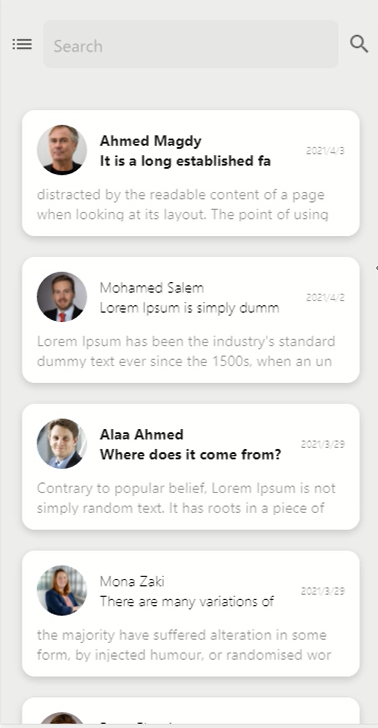 Search
Ahmed Magdy
2021/4/3
It is a long established fa
distracted by the readable content of a page
when looking at its layout. The point of using
Mohamed Salem
2021/4/2
Lorem Ipsum is simply dumm
Lorem Ipsum has been the industry's standard
dummy text ever since the 1500s, when an un
Alaa Ahmed
2021/3/29
Where does it come from?
Contrary to popular belief, Lorem Ipsum is not
simply random text. It has roots in a piece of
Mona Zaki
2021/3/29
There are many variations of
the majority have suffered alteration in some
form, by injected humour, or randomised wor